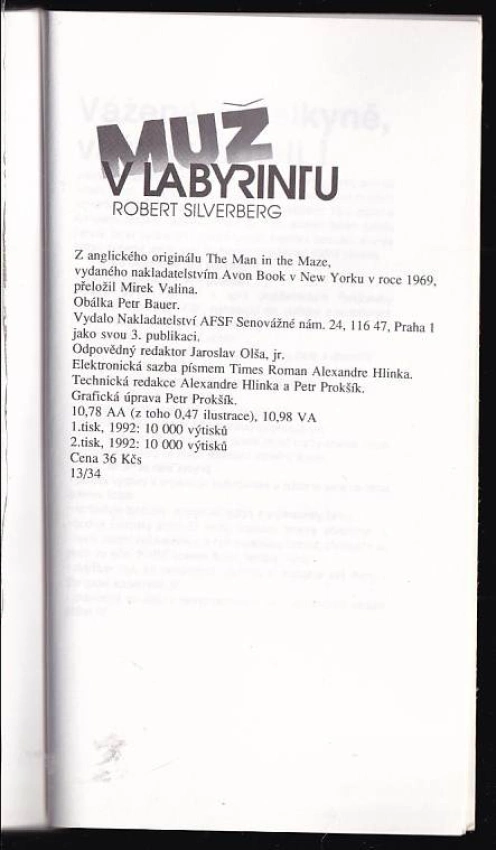 MUŽ
V LABYRINTU
ROBERT SILVERBERG
Z anglického originálu The Man in the Maze,
vydaného nakladatelstvím Avon Book v New Yorku v roce 1969,
přeložil Mirek Valina.
Obálka Petr Bauer.
Vydalo Nakladatelství AFSF Senovážné nám. 24, 116 47, Praha 1
jako svou 3. publikaci.
Odpovědný redaktor Jaroslav Olša, jr.
Elektronická sazba písmem Times Roman Alexandre Hlinka.
Technická redakce Alexandre Hlinka a Petr Prokšík.
Grafická úprava Petr Prokšík.
10,78 AA (z toho 0,47 ilustrace), 10,98 VA
1.tisk, 1992: 10 000 výtisků
2.tisk, 1992: 10 000 výtisků
Cena 36 Kčs
13/34